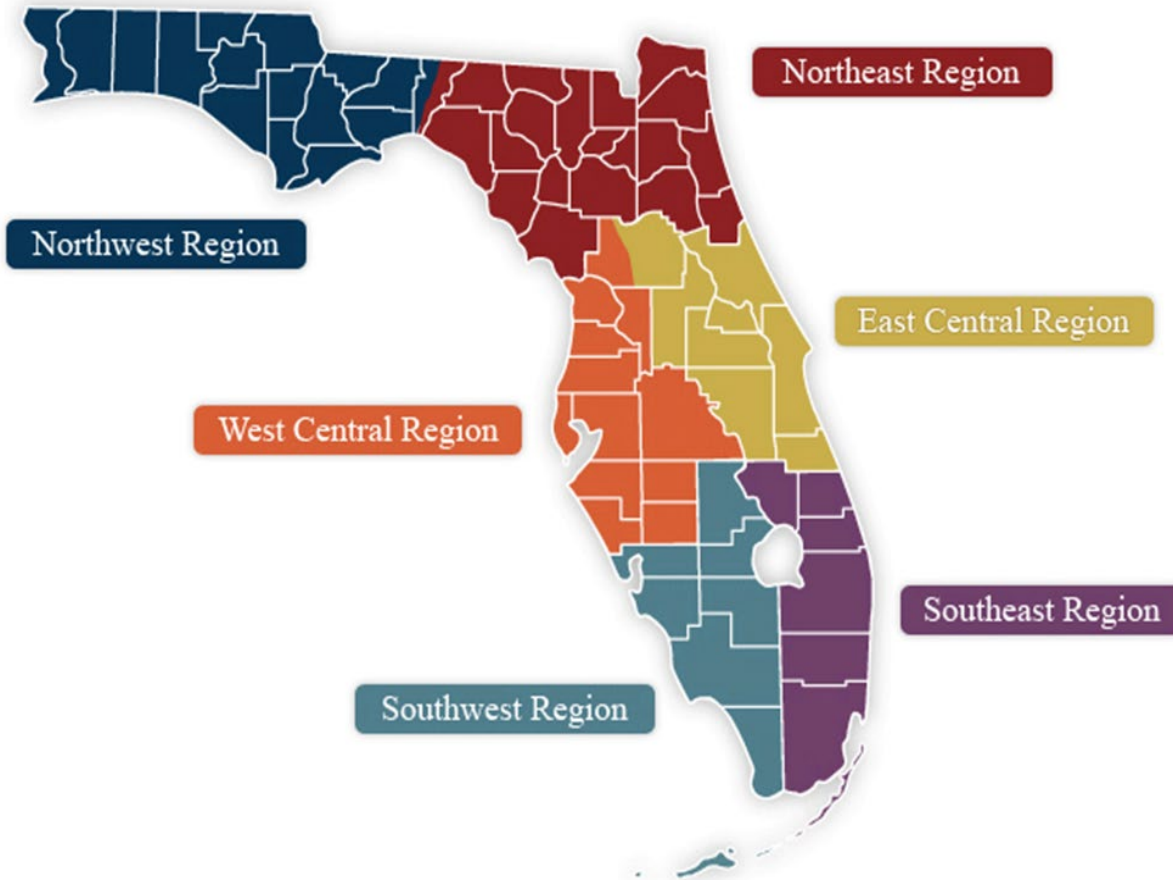 Northeast Region
Northwest Region
East Central Region
West Central Region
Southeast Region
Southwest Region